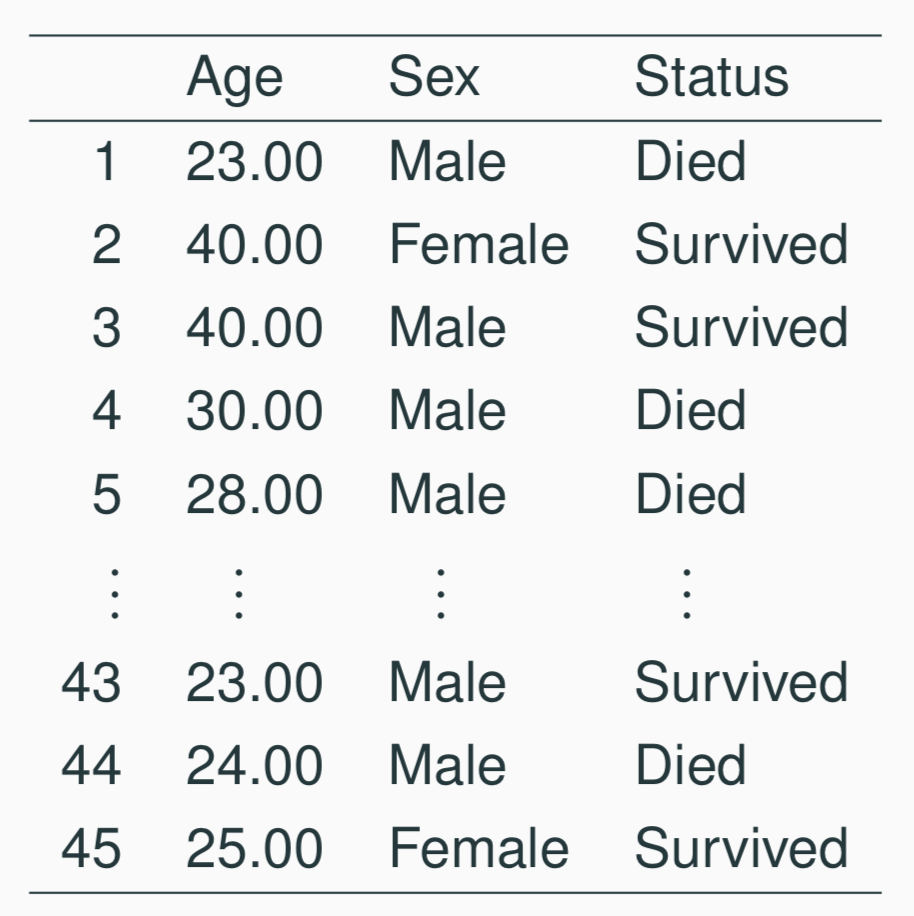 Age Sex Status
1 23.00 Male Died
2 40.00 Female Survived
3 40.00 Male Survived
4 30.00 Male Died
5 28.00 Male Died
⋮ ⋮ ⋮ ⋮
43 23.00 Male Survived
44 24.00 Male Died
45 25.00 Female Survived